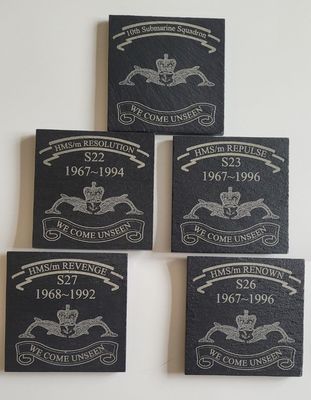 10th Submarine Squadron
WE COME UNSEEN
HMS/m RESOLUTION
S22
1967~1994
WE COME UNSEEN
HMS/m REPULSE
S23
1967~1996
WE COME UNSEEN
HMS/m REVENGE
S27
1968~1992
WE COME UNSEEN
HMS/m RENOWN
S26
1967~1996
WE COME UNSEEN